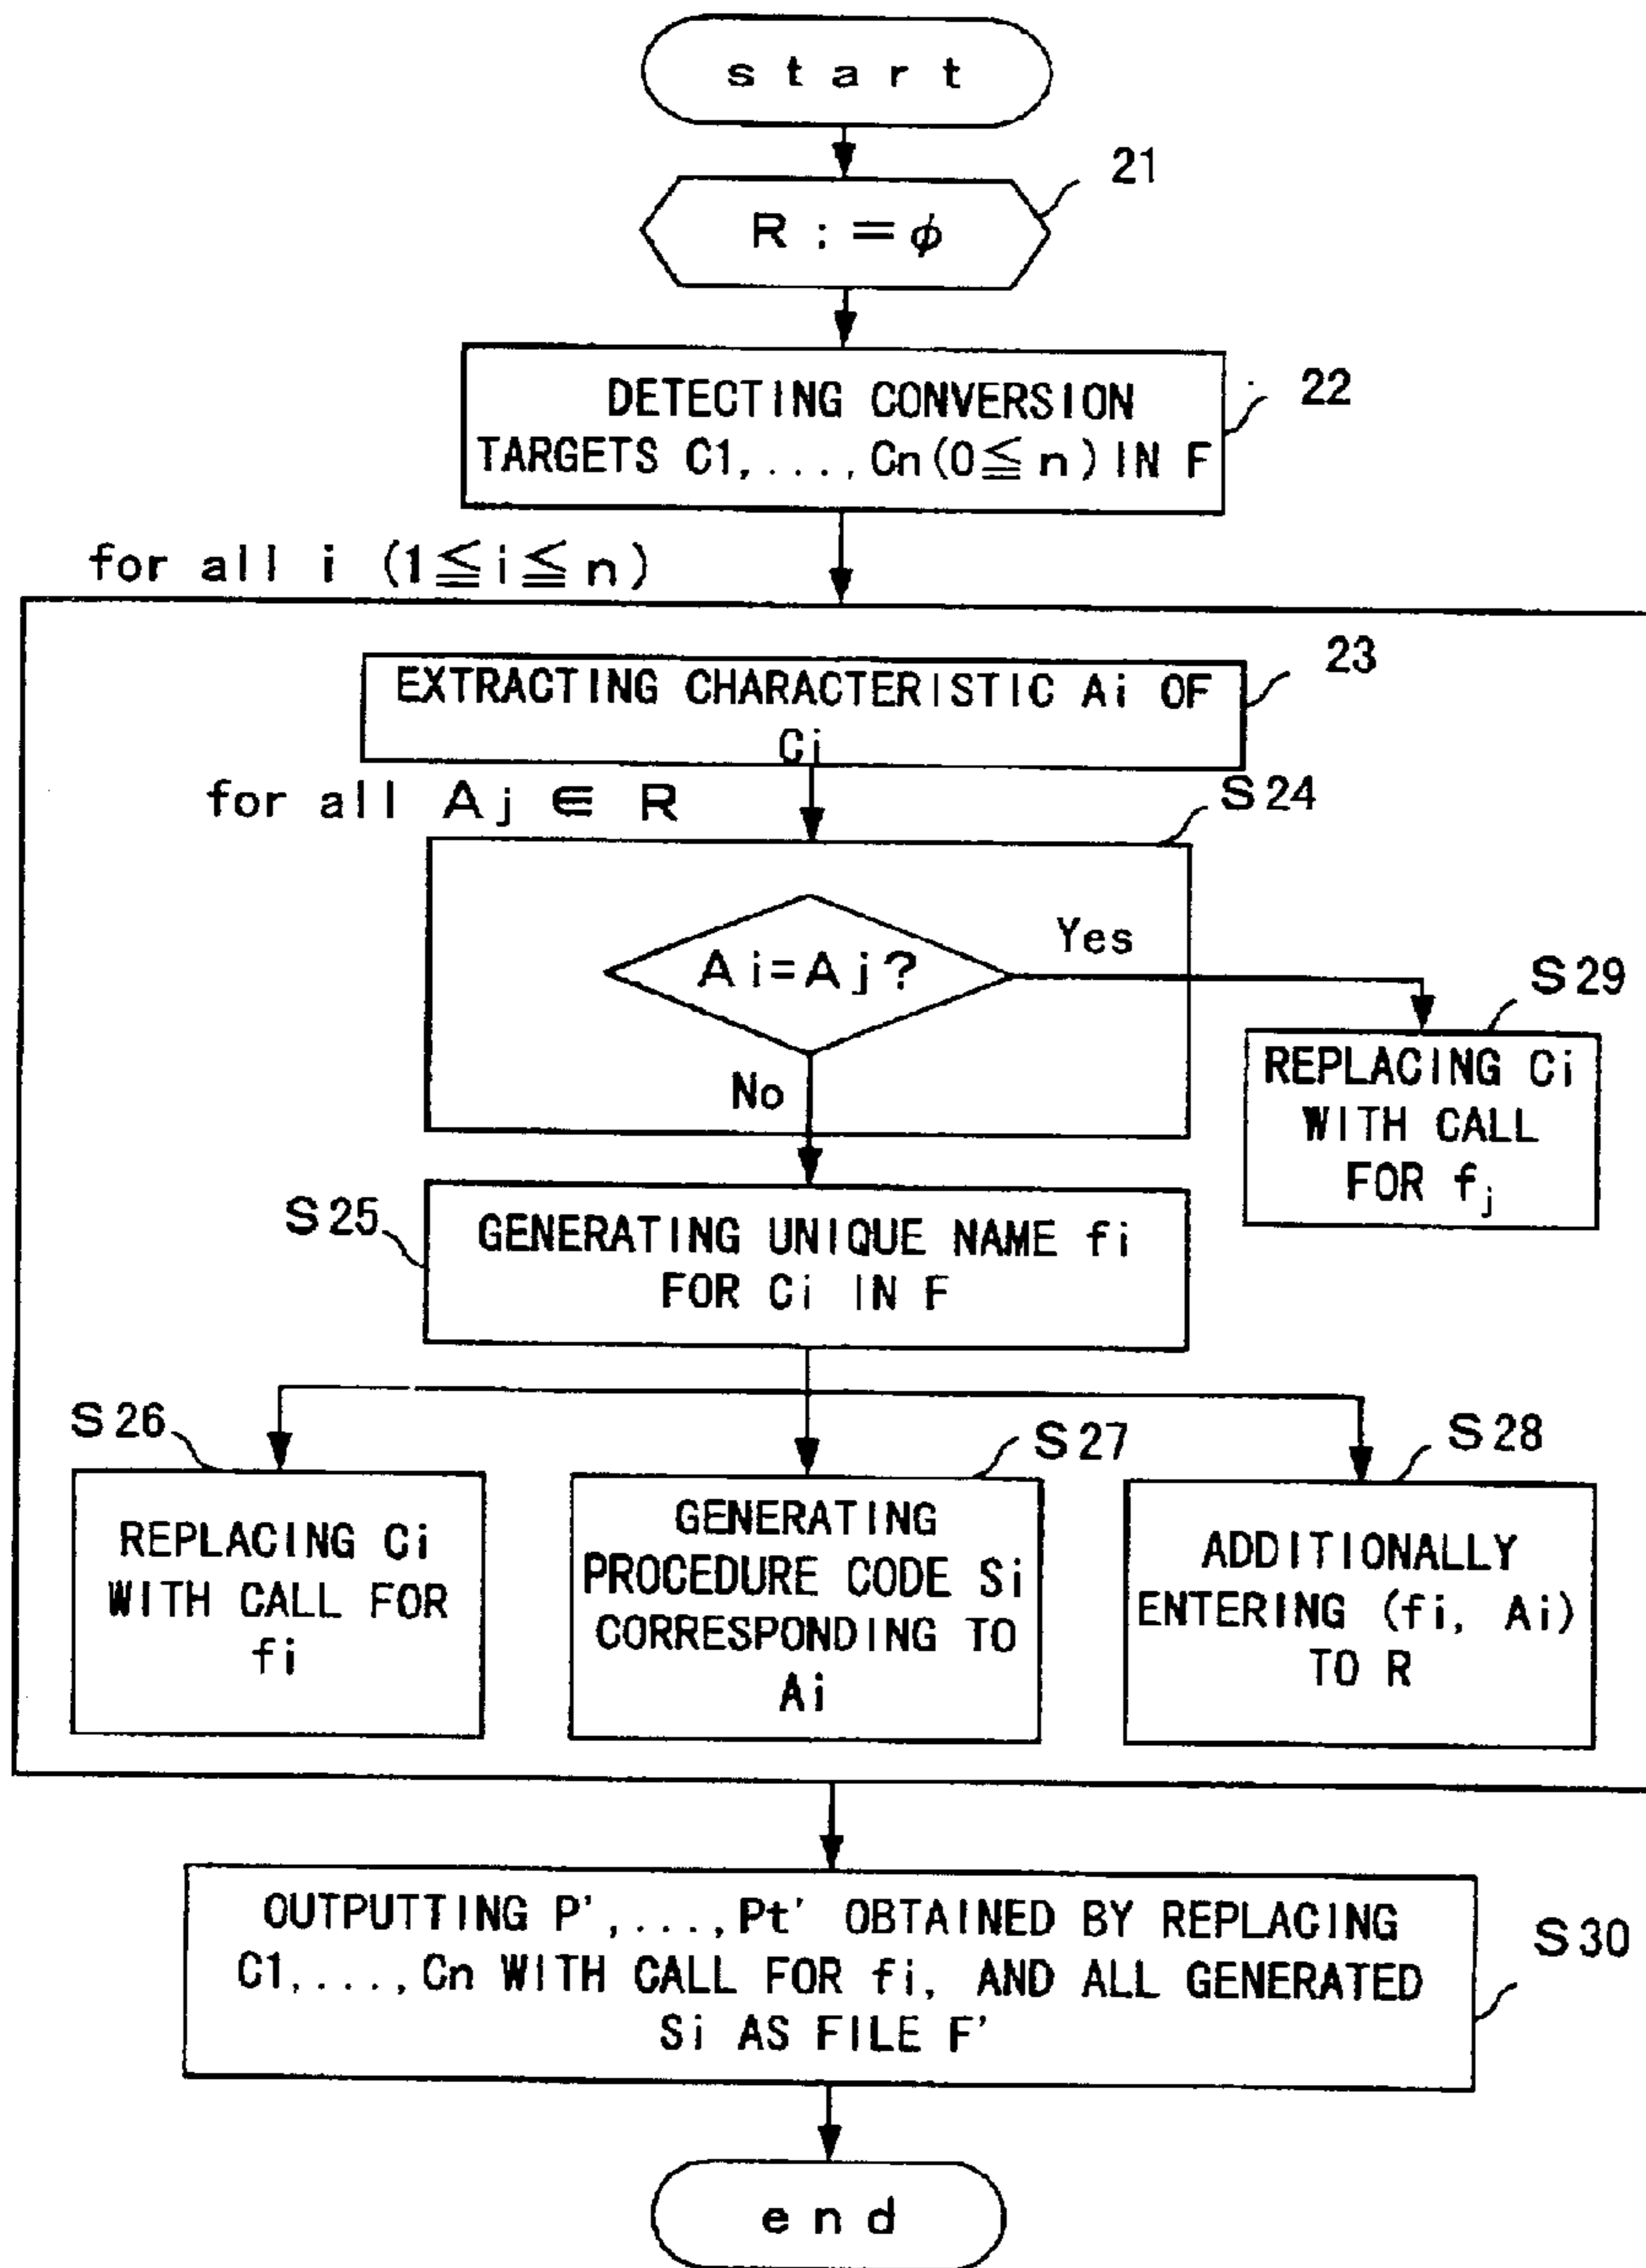 start
21
R:=φ
22
DETECTING CONVERSION
TARGETS C1,...,Cn(0≦n)IN F
for all i (1≦i≦n)
23
EXTRACTING CHARACTERISTIC Ai OF
Ci
for all Aj ∈ R
S24
Ai=Aj?
Yes
No
S29
REPLACING Ci
WITH CALL
FOR fj
S25
GENERATING UNIQUE NAME fi
FOR Ci IN F
S26
REPLACING Ci
WITH CALL FOR
fi
S27
GENERATING
PROCEDURE CODE Si
CORRESPONDING TO
Ai
S28
ADDITIONALLY
ENTERING (fi, Ai)
TO R
S30
OUTPUTTING P',...,Pt' OBTAINED BY REPLACING
C1,...,Cn WITH CALL FOR fi, AND ALL GENERATED
Si AS FILE F'
end